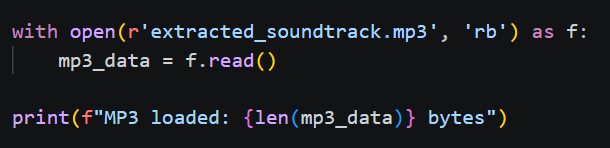 with open(r'extracted_soundtrack.mp3', 'rb') as f:
    mp3_data = f.read()
print(f"MP3 loaded: {len(mp3_data)} bytes")